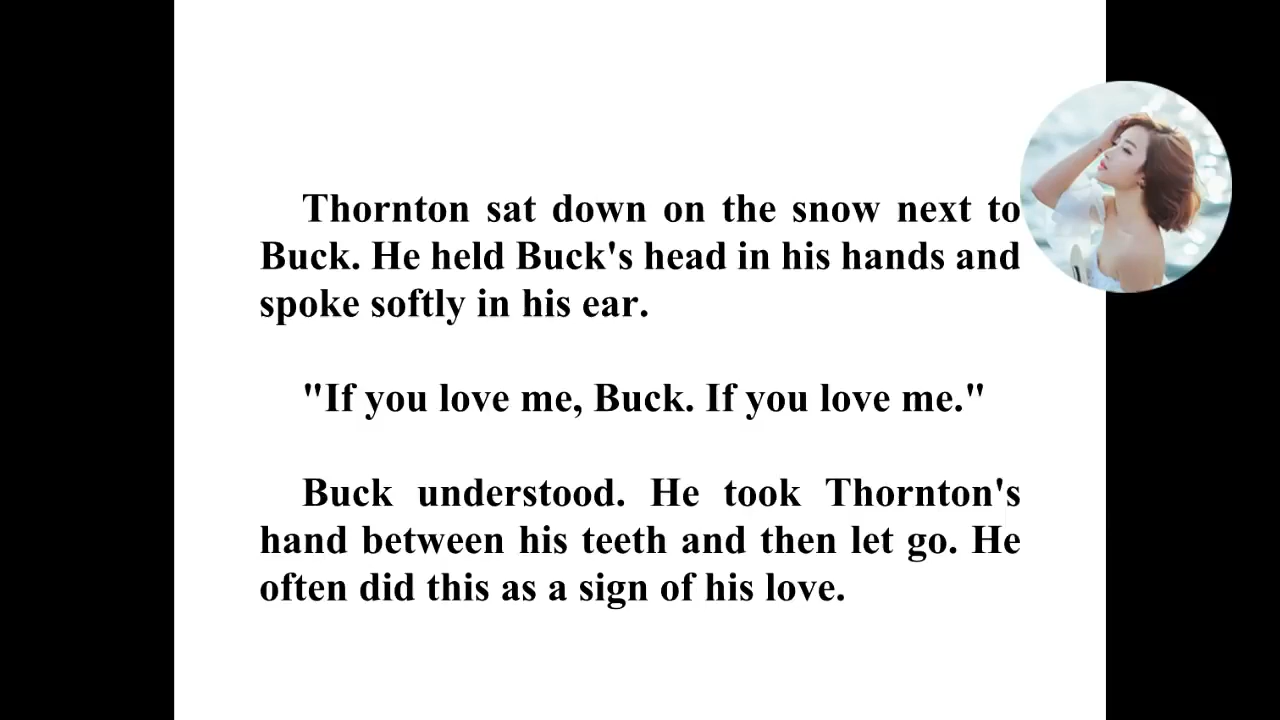 Thornton sat down on the snow next to
Buck. He held Buck's head in his hands and
spoke softly in his ear.
"If you love me, Buck. If you love me."
Buck understood. He took Thornton's
hand between his teeth and then let go. He
often did this as a sign of his love.